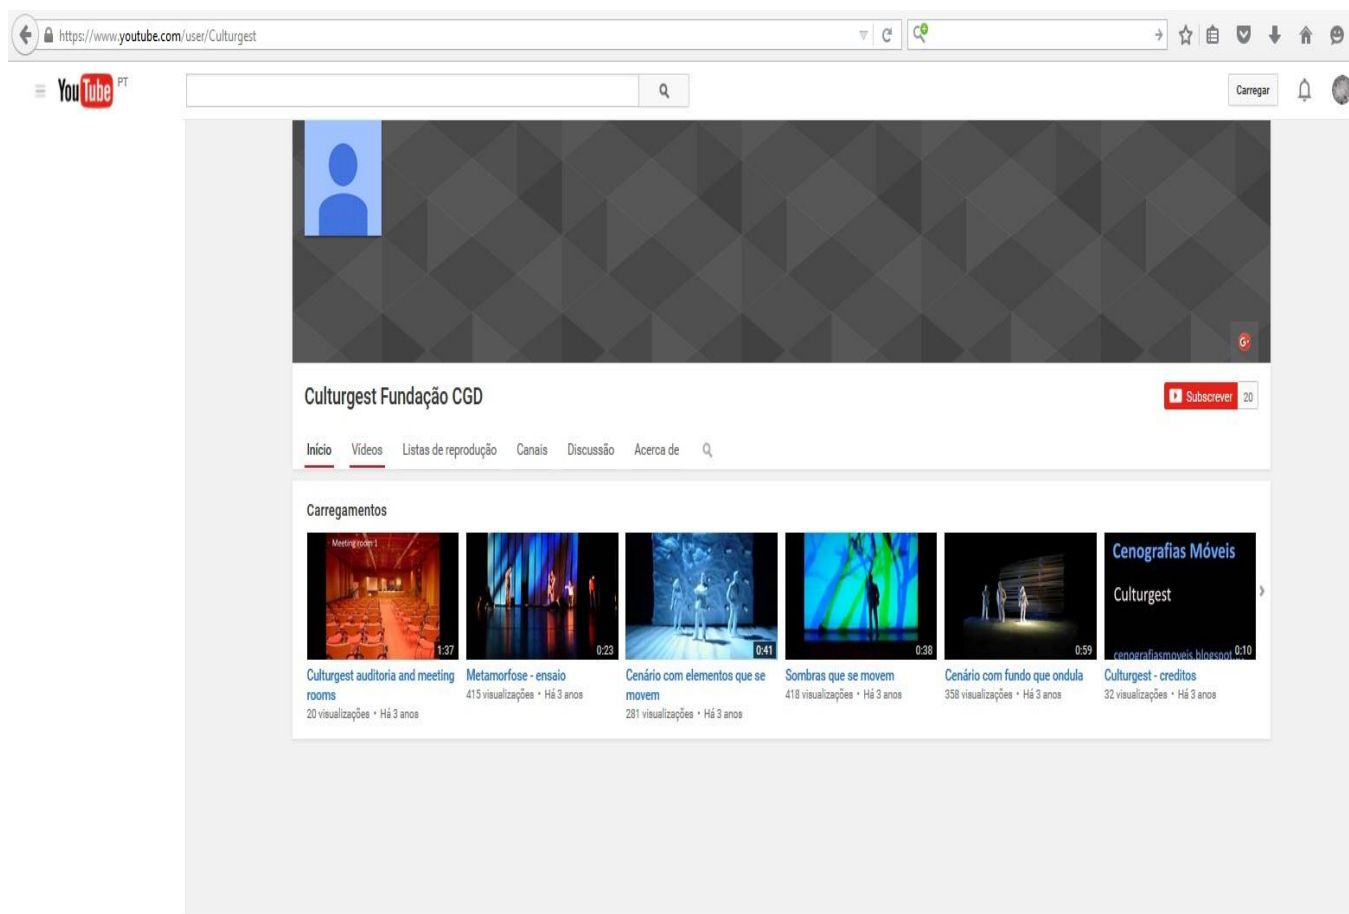 https://www.youtube.com/user/Culturgest
YouTube PT
Carregar
Culturgest Fundação CGD
Subscrever 20
Início Vídeos Listas de reprodução Canais Discussão Acerca de
Carregamentos
Meeting room 1
1:37
0:23
0:41
0:38
0:59
Cenografias Móveis
Culturgest
cenografiasmoveis.blogspot.
0:10
Culturgest auditoria and meeting
rooms
20 visualizações • Há 3 anos
Metamorfose - ensaio
415 visualizações • Há 3 anos
Cenário com elementos que se
movem
281 visualizações • Há 3 anos
Sombras que se movem
418 visualizações • Há 3 anos
Cenário com fundo que ondula
358 visualizações • Há 3 anos
Culturgest - creditos
32 visualizações • Há 3 anos